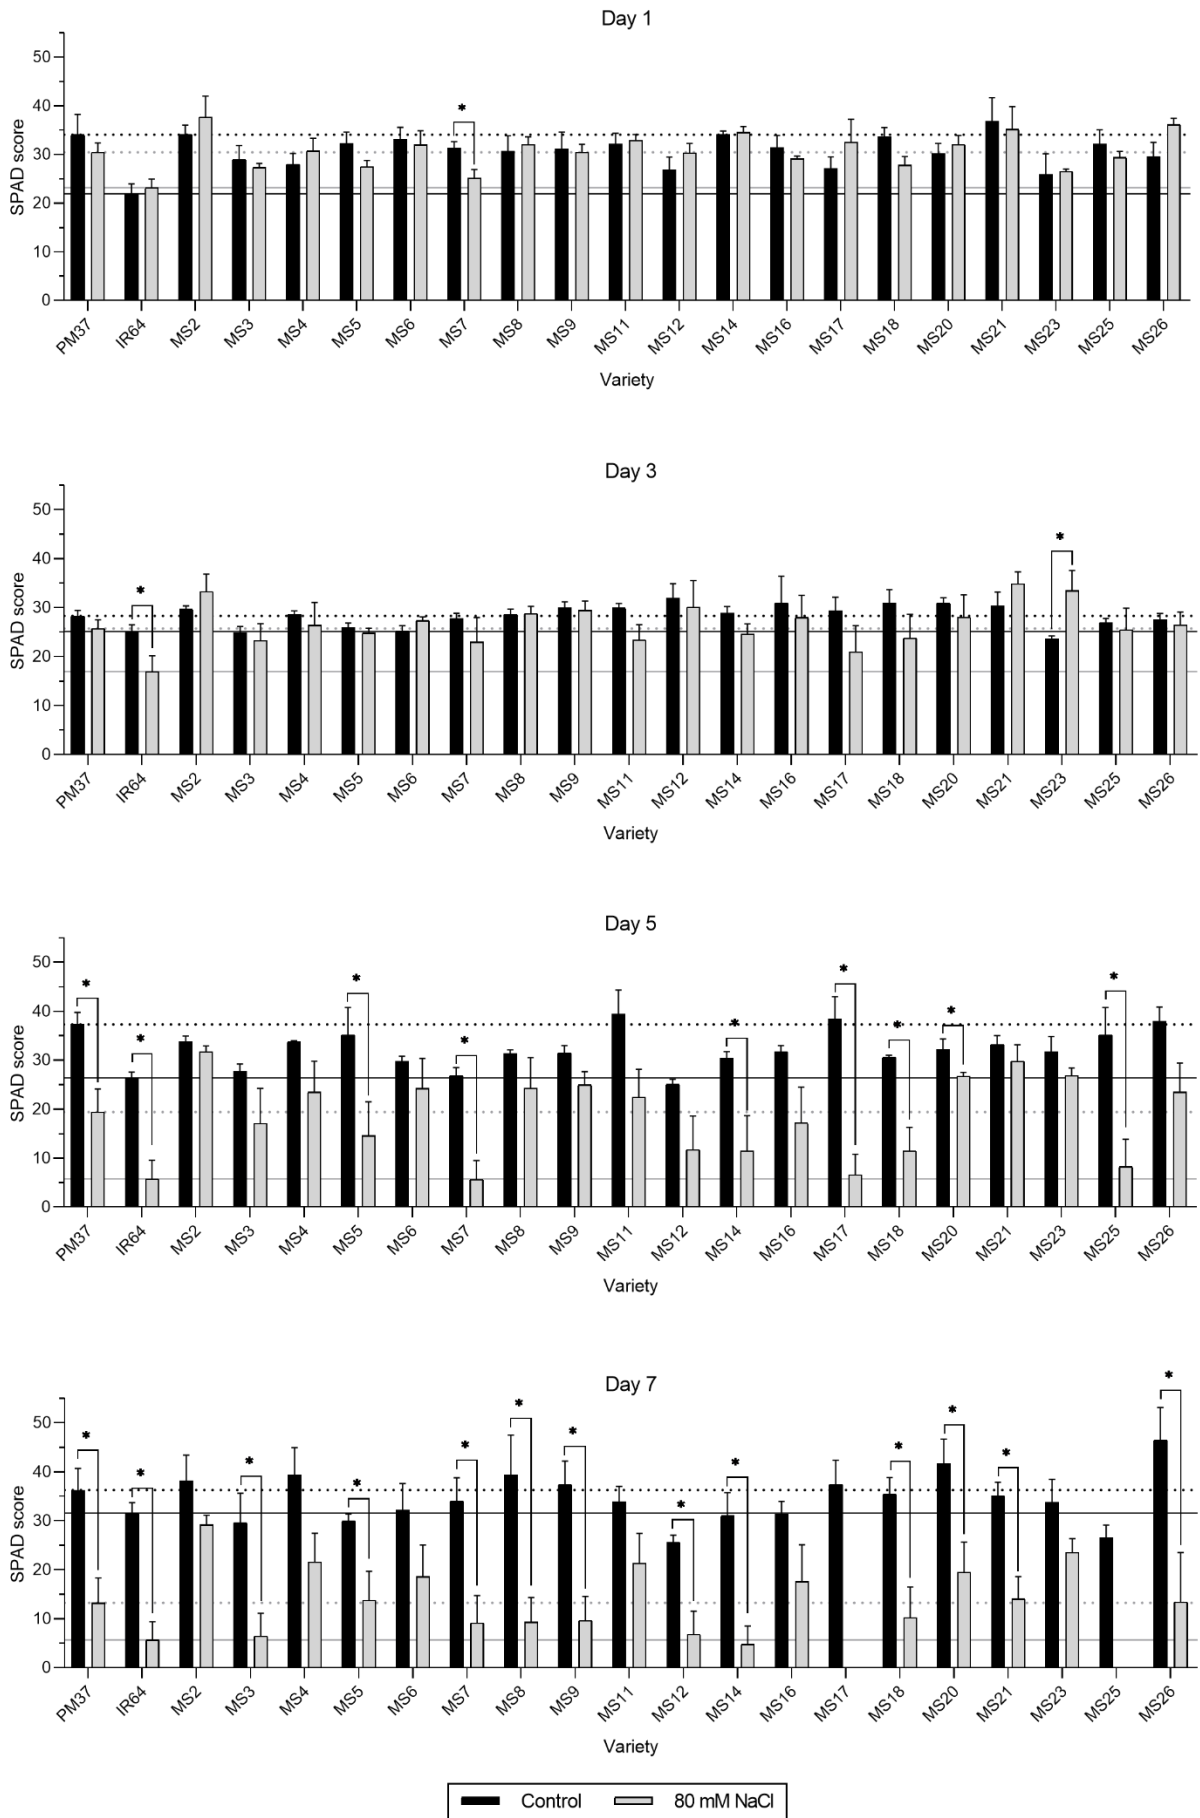 Day 1
*
50
40
30
20
10
0
SPAD score
PM37 IR64 MS2 MS3 MS4 MS5 MS6 MS7 MS8 MS9 MS11 MS12 MS14 MS16 MS17 MS18 MS20 MS21 MS23 MS25 MS26
Variety
Day 3
* *
50
40
30
20
10
0
SPAD score
PM37 IR64 MS2 MS3 MS4 MS5 MS6 MS7 MS8 MS9 MS11 MS12 MS14 MS16 MS17 MS18 MS20 MS21 MS23 MS25 MS26
Variety
Day 5
* * * * * * * * *
50
40
30
20
10
0
SPAD score
PM37 IR64 MS2 MS3 MS4 MS5 MS6 MS7 MS8 MS9 MS11 MS12 MS14 MS16 MS17 MS18 MS20 MS21 MS23 MS25 MS26
Variety
Day 7
* * * * * * * * * * * * *
50
40
30
20
10
0
SPAD score
PM37 IR64 MS2 MS3 MS4 MS5 MS6 MS7 MS8 MS9 MS11 MS12 MS14 MS16 MS17 MS18 MS20 MS21 MS23 MS25 MS26
Variety
Control 80 mM NaCl